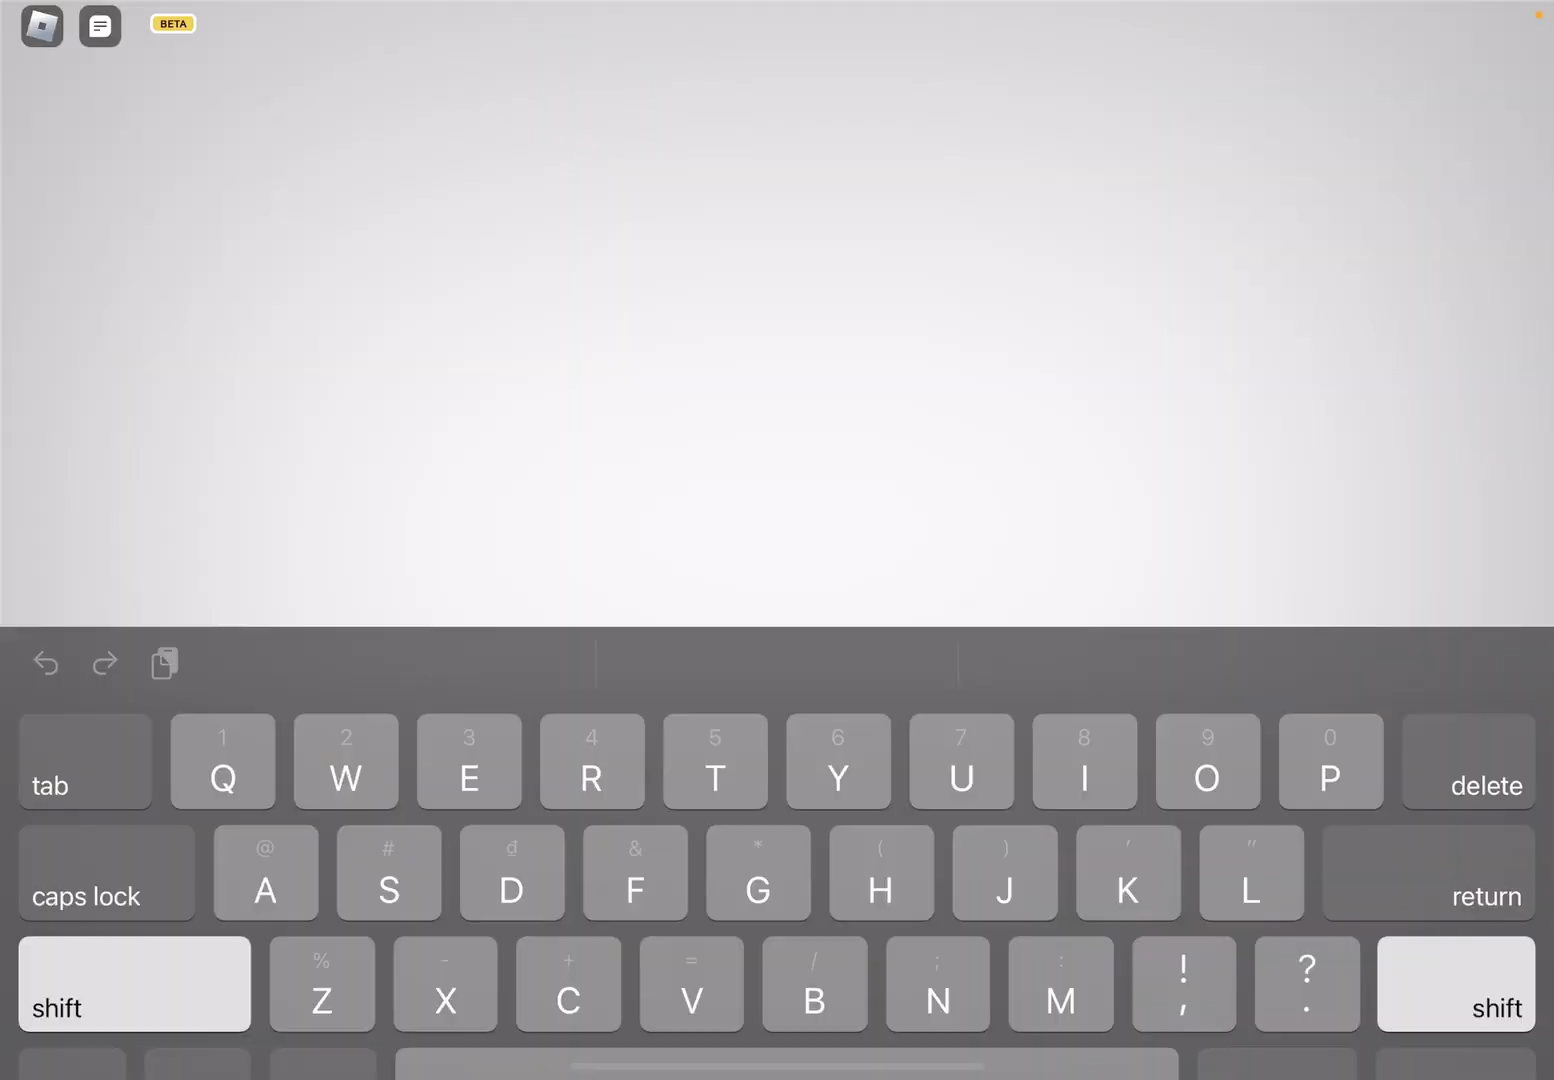 BETA
1 2 3 4 5 6 7 8 9 0
tab Q W E R T Y U I O P delete
@ # ₫ & * ( ) ' "
caps lock A S D F G H J K L return
% - + = / ; : ! ?
shift Z X C V B N M , . shift